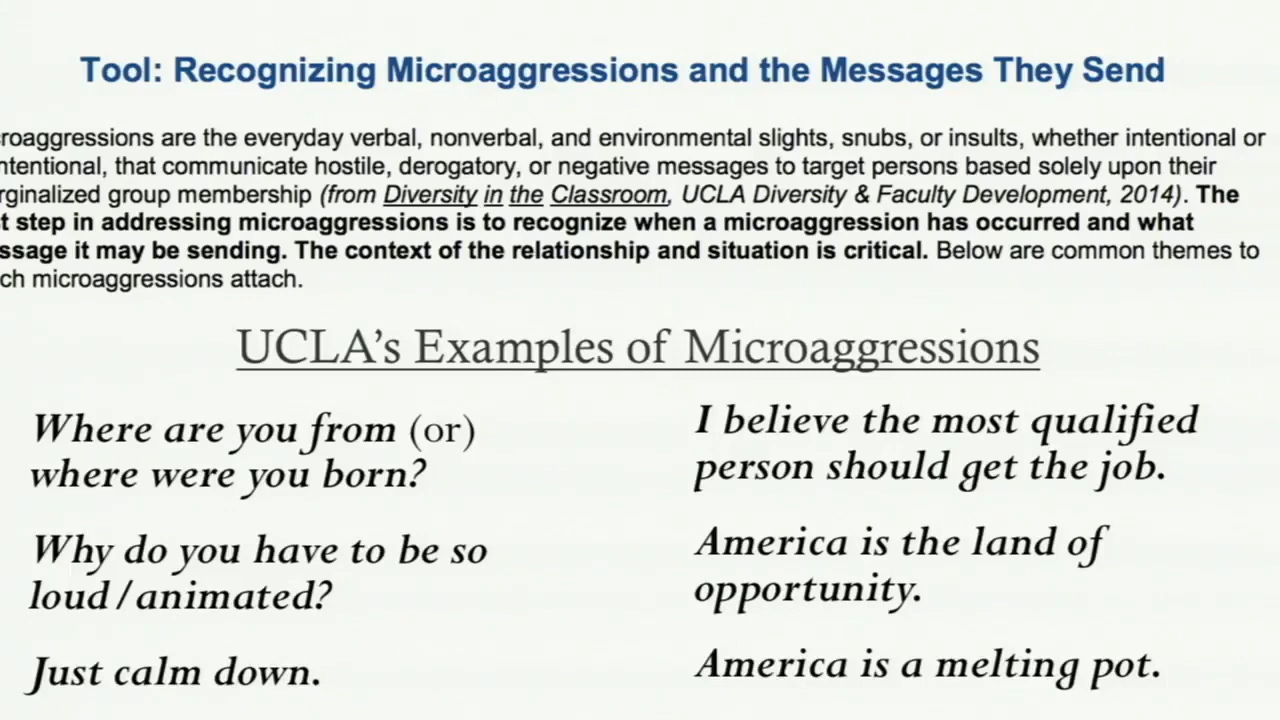 Tool: Recognizing Microaggressions and the Messages They Send
roaggressions are the everyday verbal, nonverbal, and environmental slights, snubs, or insults, whether intentional or
ntentional, that communicate hostile, derogatory, or negative messages to target persons based solely upon their
rginalized group membership (from Diversity in the Classroom, UCLA Diversity & Faculty Development, 2014). The
t step in addressing microaggressions is to recognize when a microaggression has occurred and what
ssage it may be sending. The context of the relationship and situation is critical. Below are common themes to
ch microaggressions attach.
UCLA’s Examples of Microaggressions
Where are you from (or)
where were you born?
Why do you have to be so
loud/animated?
Just calm down.
I believe the most qualified
person should get the job.
America is the land of
opportunity.
America is a melting pot.